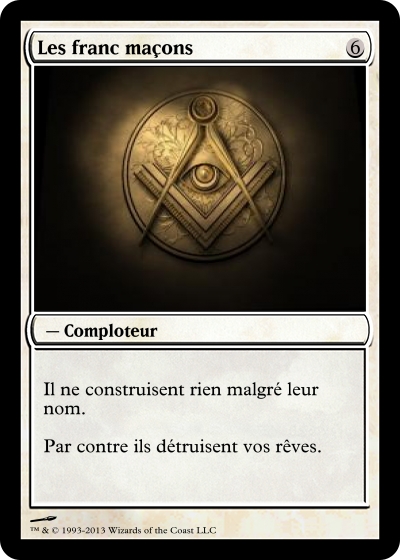 Les franc maçons 6
— Comploteur
Il ne construisent rien malgré leur
nom.
Par contre ils détruisent vos rêves.
™ & © 1993-2013 Wizards of the Coast LLC